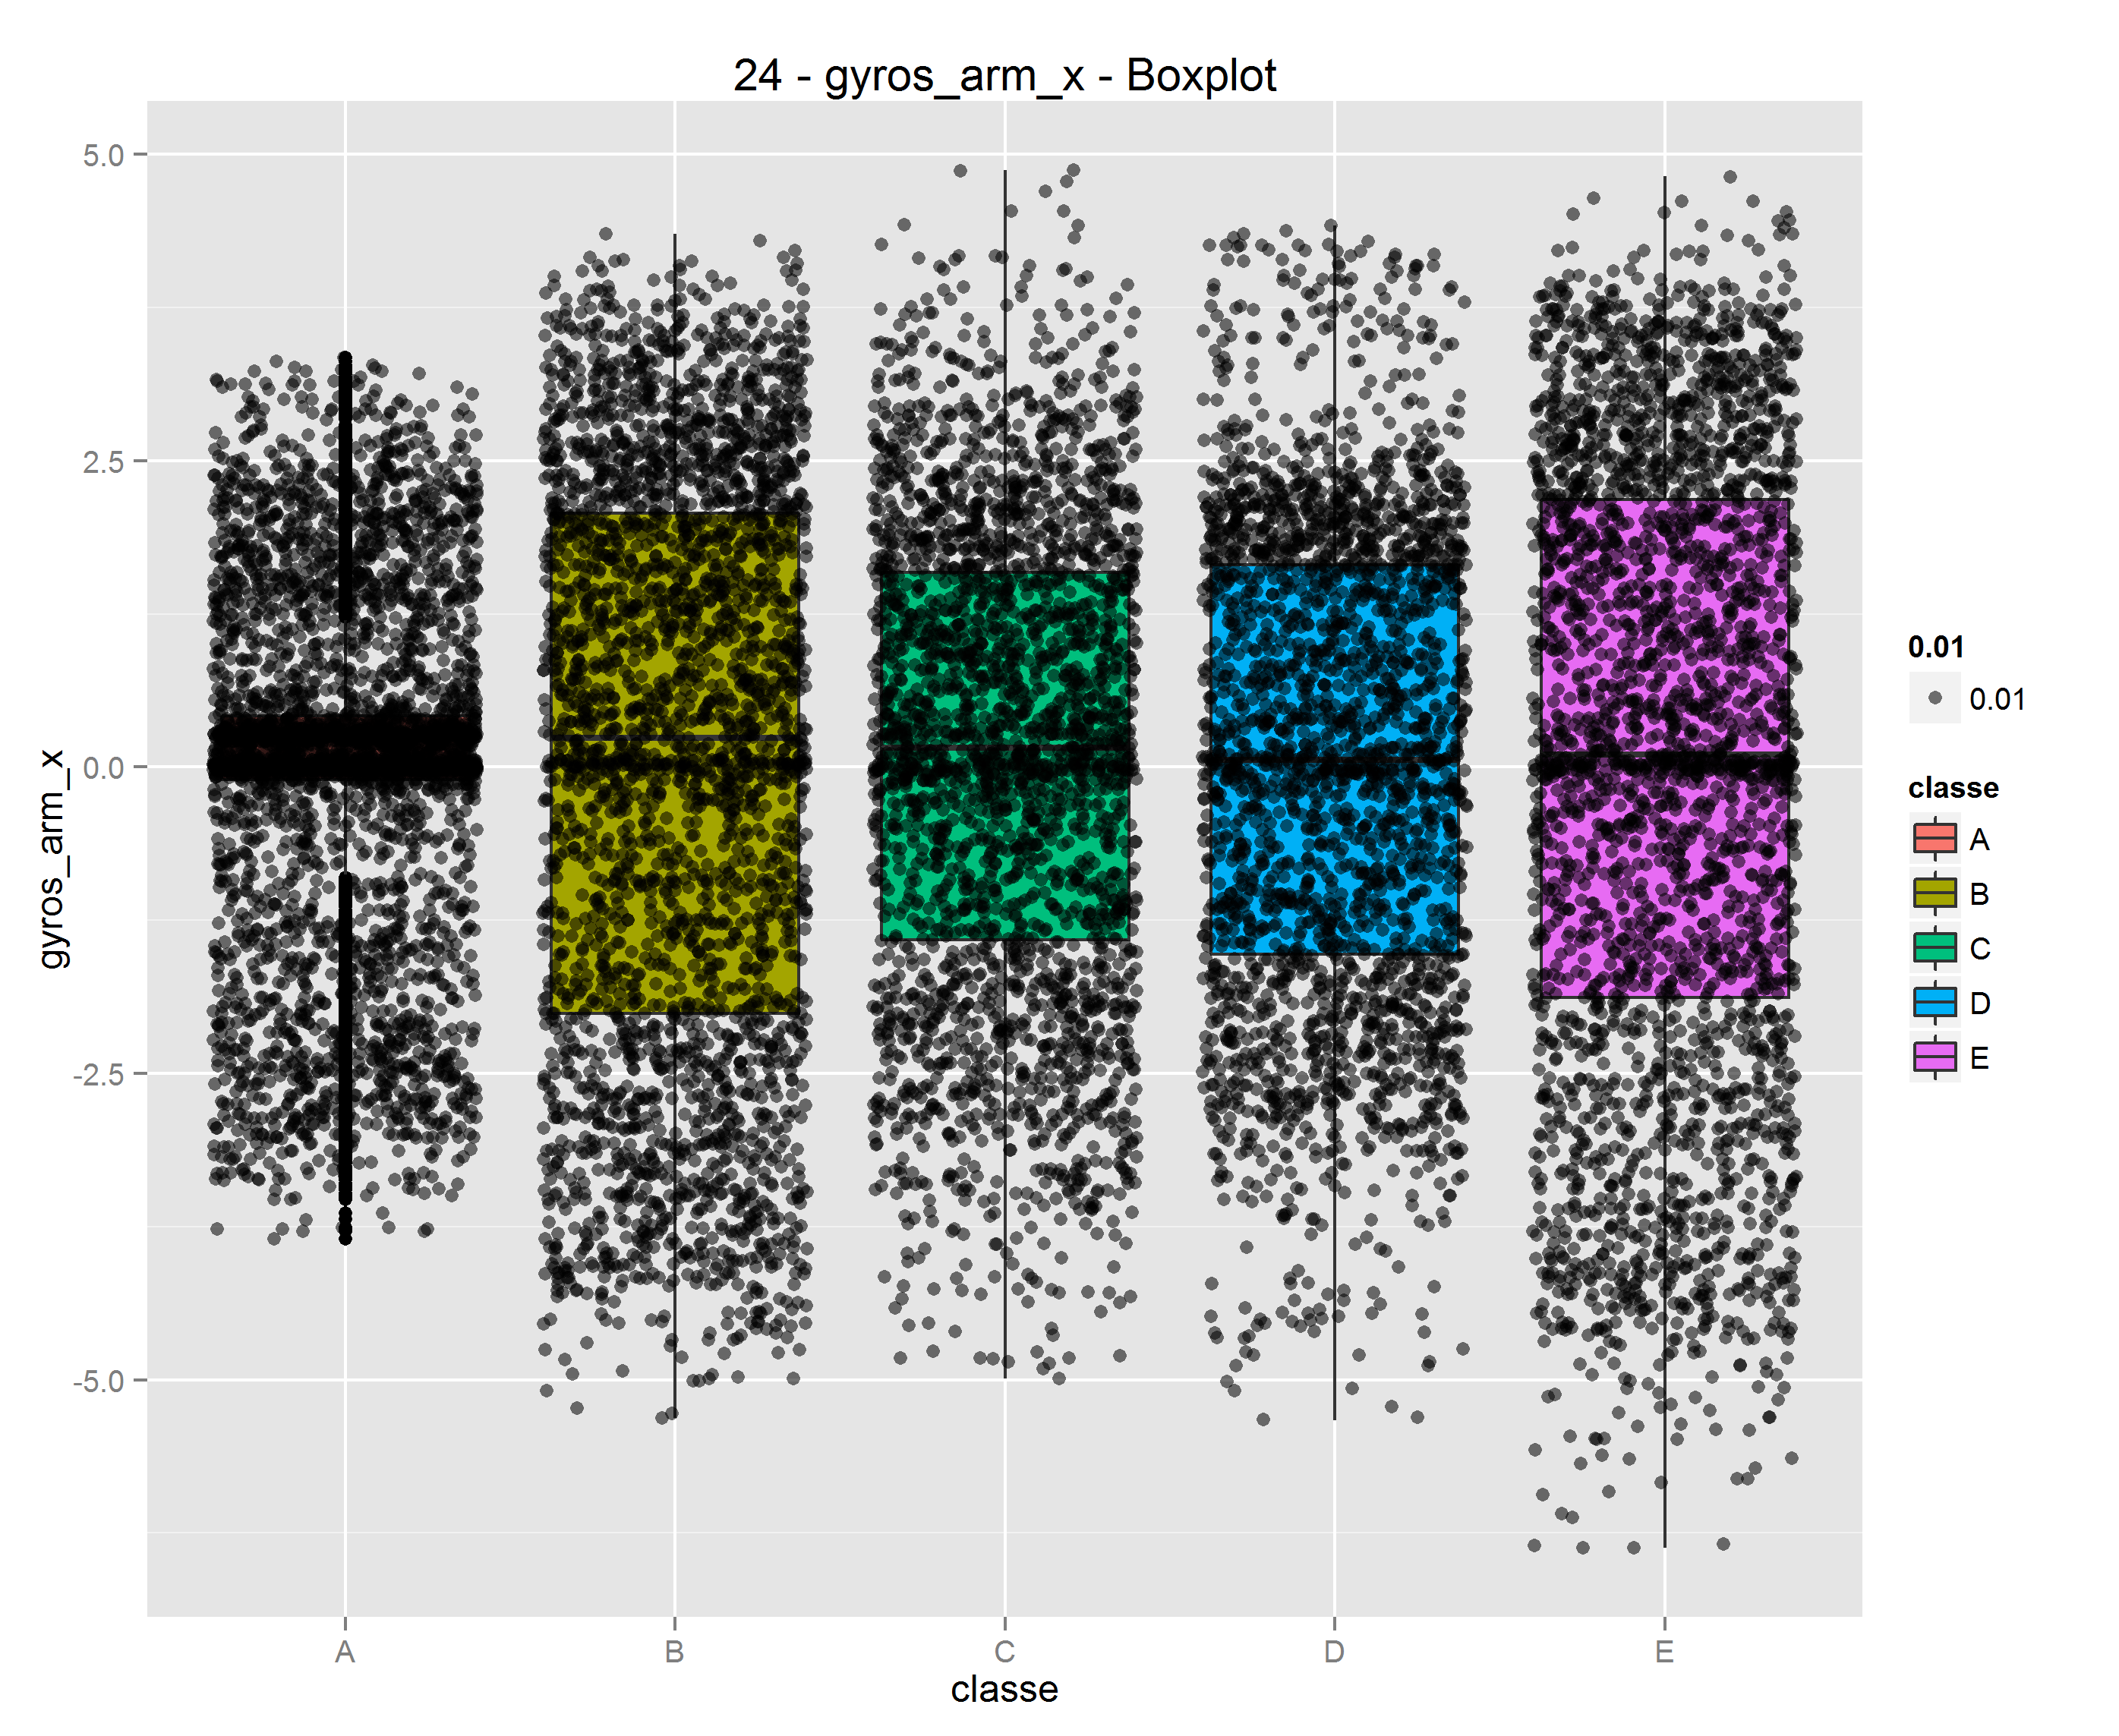 24 - gyros_arm_x - Boxplot
gyros_arm_x
5.0
2.5
0.0
-2.5
-5.0
A B C D E
classe
0.01
0.01
classe
A
B
C
D
E